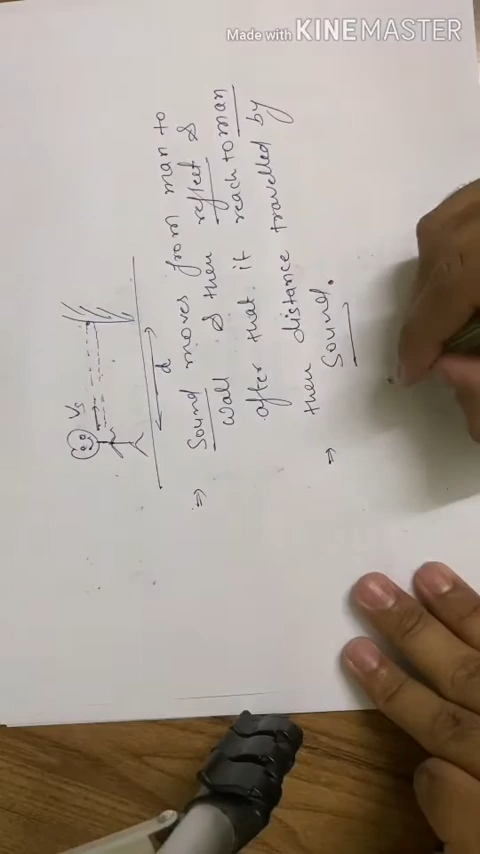 Made with KINEMASTER
Vs
d
⇒ Sound moves from man to
wall & then reflect &
after that it reach to man
then distance travelled by
⇒ Sound.